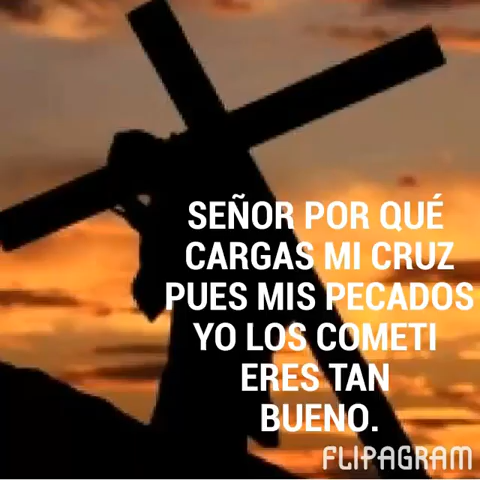 SEÑOR POR QUÉ
CARGAS MI CRUZ
PUES MIS PECADOS
YO LOS COMETI
ERES TAN
BUENO.
FLIPAGRAM